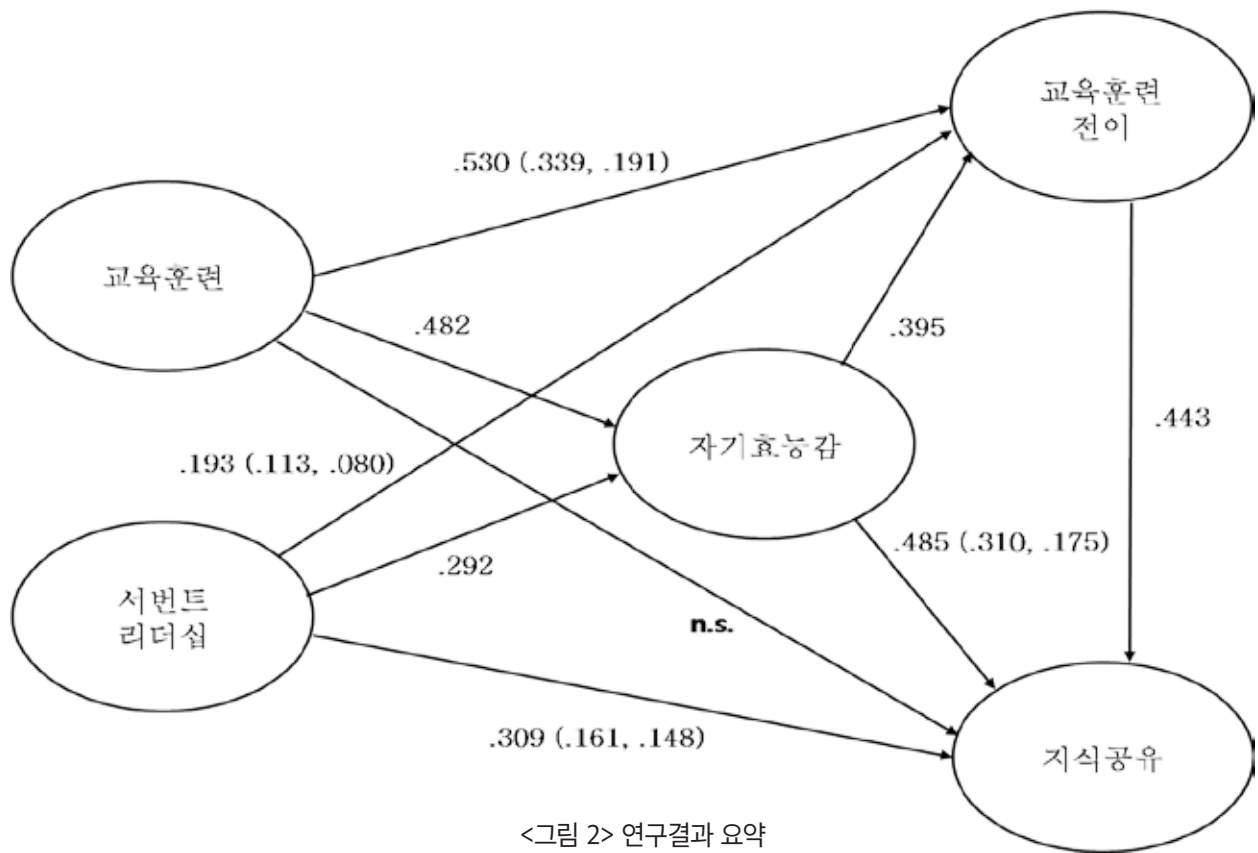 교육훈련
전이
.530 (.339, .191)
교육훈련
.482
.395
자기효능감
.443
.193 (.113, .080)
.485 (.310, .175)
.292
서번트
리더십
n.s.
.309 (.161, .148)
지식공유
<그림 2> 연구결과 요약